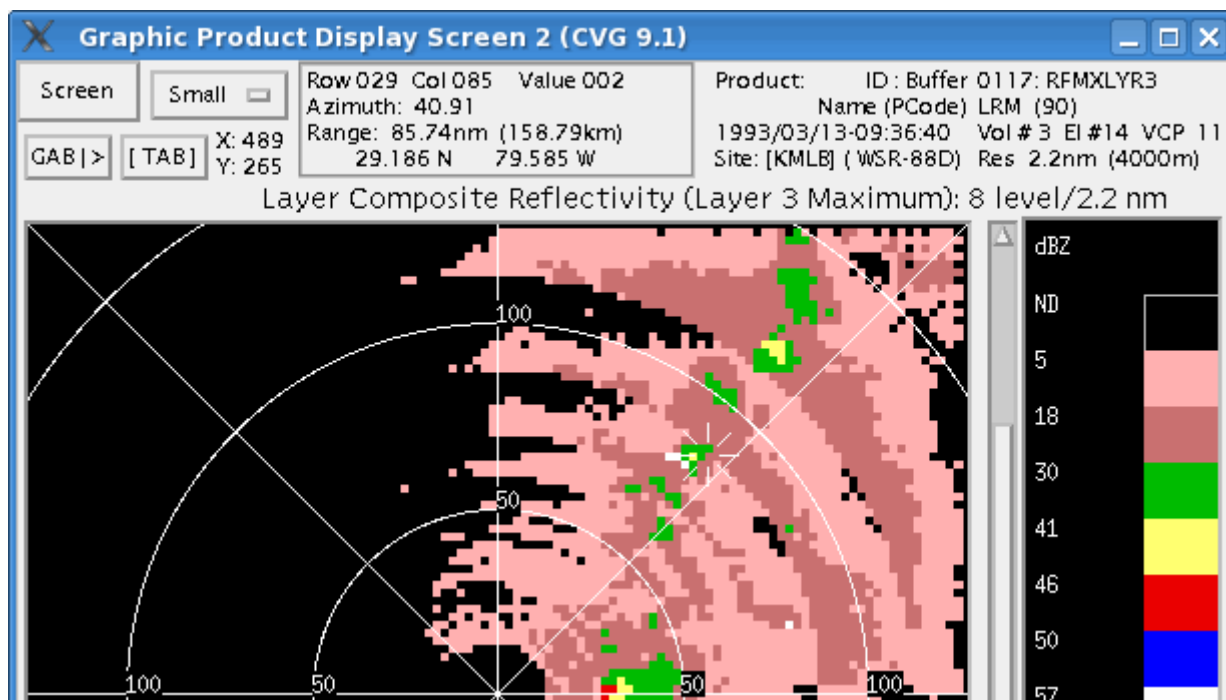 Graphic Product Display Screen 2 (CVG 9.1)
Screen
Small
GAB|>
[ TAB]
X: 489
Y: 265
Row 029 Col 085 Value 002
Azimuth: 40.91
Range: 85.74nm (158.79km)
29.186 N 79.585 W
Product: ID : Buffer 0117: RFMXLYR3
Name (PCode) LRM (90)
1993/03/13-09:36:40 Vol # 3 El #14 VCP 11
Site: [KMLB] ( WSR-88D) Res 2.2nm (4000m)
Layer Composite Reflectivity (Layer 3 Maximum): 8 level/2.2 nm
100
50
100
50
50
100
dBZ
ND
5
18
30
41
46
50
57